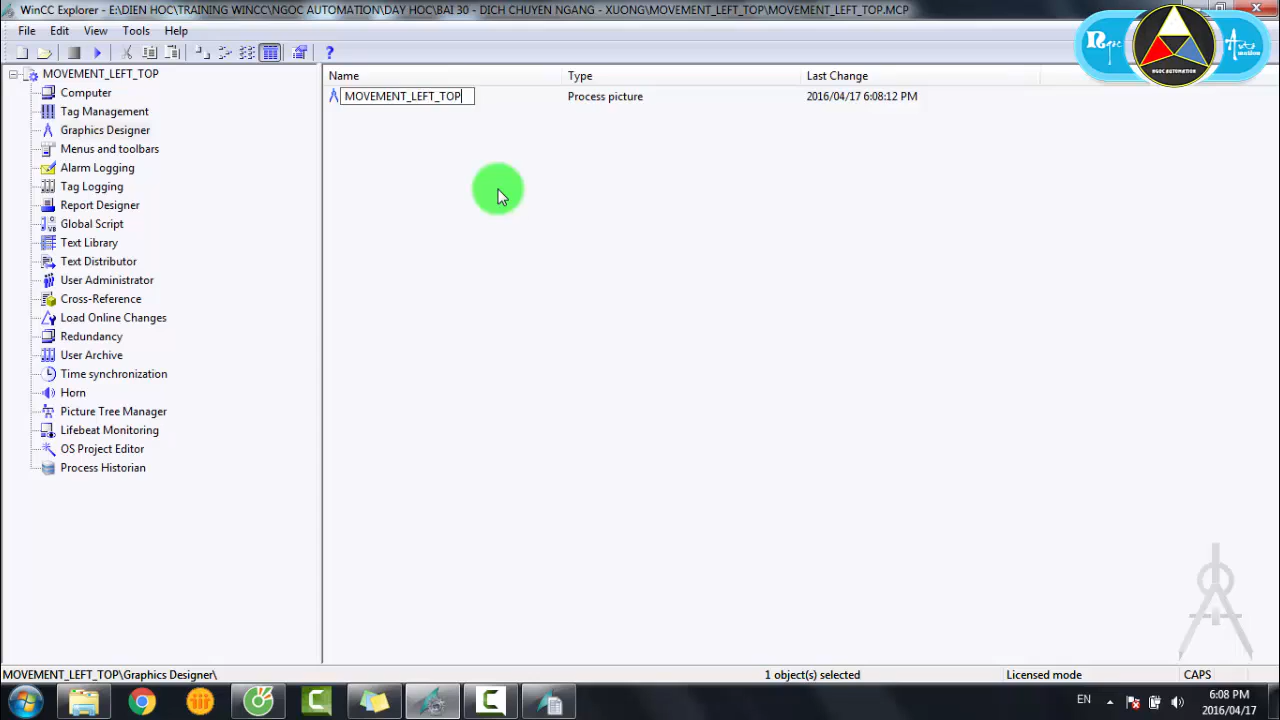 WinCC Explorer - E:\DIEN HOC\TRAINING WINCC\NGOC AUTOMATION\DAY HOC\BAI 30 - DICH CHUYEN NGANG - XUONG\MOVEMENT_LEFT_TOP\MOVEMENT_LEFT_TOP.MCP
File Edit View Tools Help
MOVEMENT_LEFT_TOP
Computer
Tag Management
Graphics Designer
Menus and toolbars
Alarm Logging
Tag Logging
Report Designer
Global Script
Text Library
Text Distributor
User Administrator
Cross-Reference
Load Online Changes
Redundancy
User Archive
Time synchronization
Horn
Picture Tree Manager
Lifebeat Monitoring
OS Project Editor
Process Historian
Name Type Last Change
MOVEMENT_LEFT_TOP Process picture 2016/04/17 6:08:12 PM
Ngoc Automation
NGOC AUTOMATION
MOVEMENT_LEFT_TOP\Graphics Designer\ 1 object(s) selected Licensed mode CAPS
EN 6:08 PM
2016/04/17